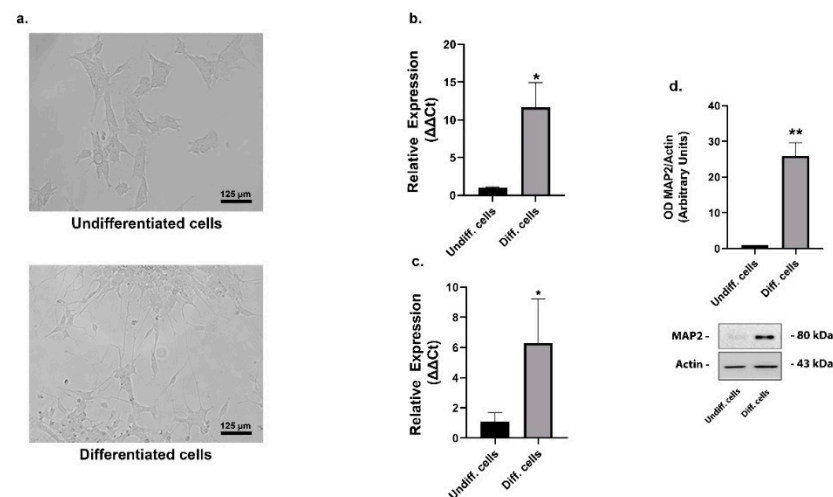 a.
125 µm
Undifferentiated cells
125 µm
Differentiated cells
b.
Relative Expression
(ΔΔCt)
20
15
10
5
0
*
Undiff. cells
Diff. cells
c.
Relative Expression
(ΔΔCt)
10
8
6
4
2
0
*
Undiff. cells
Diff. cells
d.
OD MAP2/Actin
(Arbitrary Units)
40
30
20
10
0
**
Undiff. cells
Diff. cells
MAP2 -
- 80 kDa
Actin -
- 43 kDa
Undiff. cells
Diff. cells